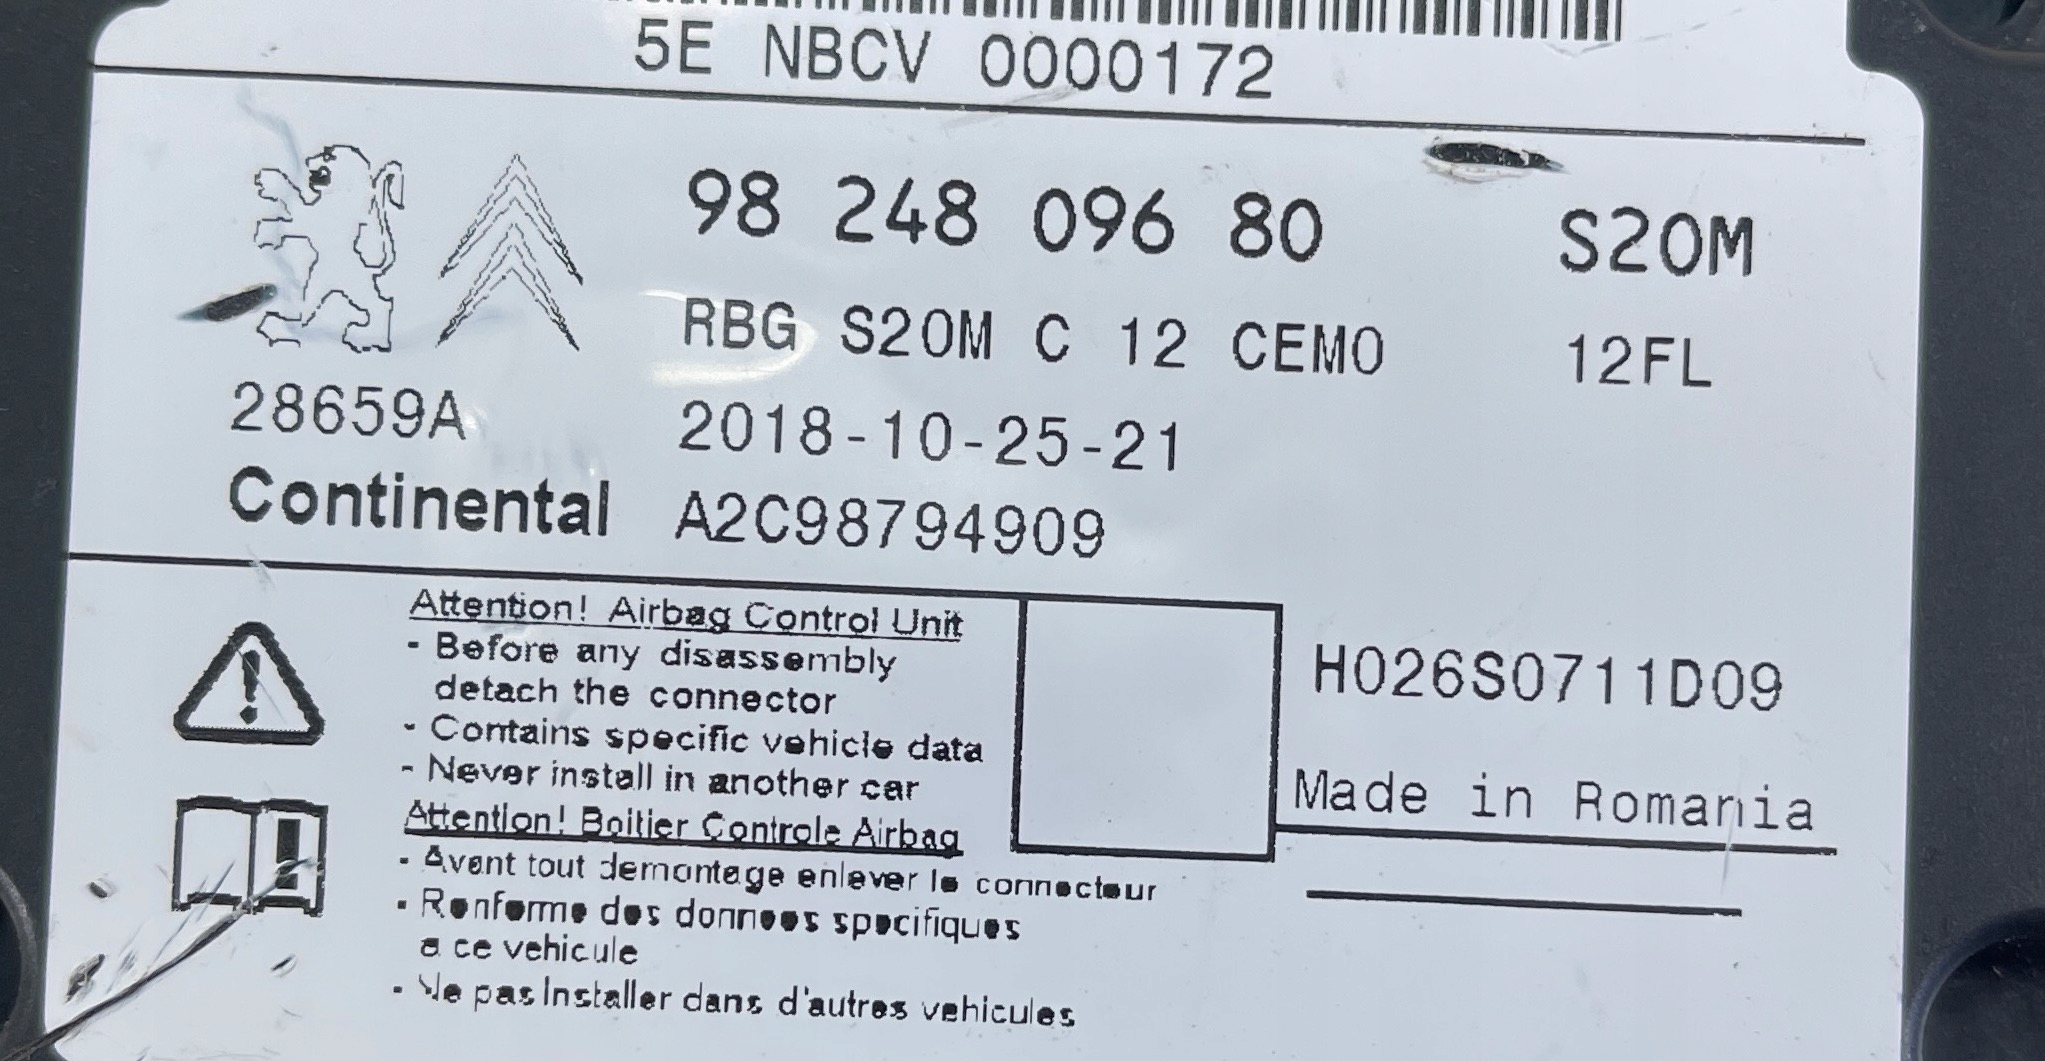 5E NBCV 0000172
98 248 096 80 S20M
RBG S20M C 12 CEMO 12FL
28659A 2018-10-25-21
Continental A2C98794909
Attention! Airbag Control Unit
- Before any disassembly
detach the connector
- Contains specific vehicle data
- Never install in another car
H026S0711D09
Made in Romania
Attention! Boitier Controle Airbag
- Avant tout demontage enlever le connecteur
- Renferme des donnees specifiques
a ce vehicule
- Ne pas Installer dans d'autres vehicules